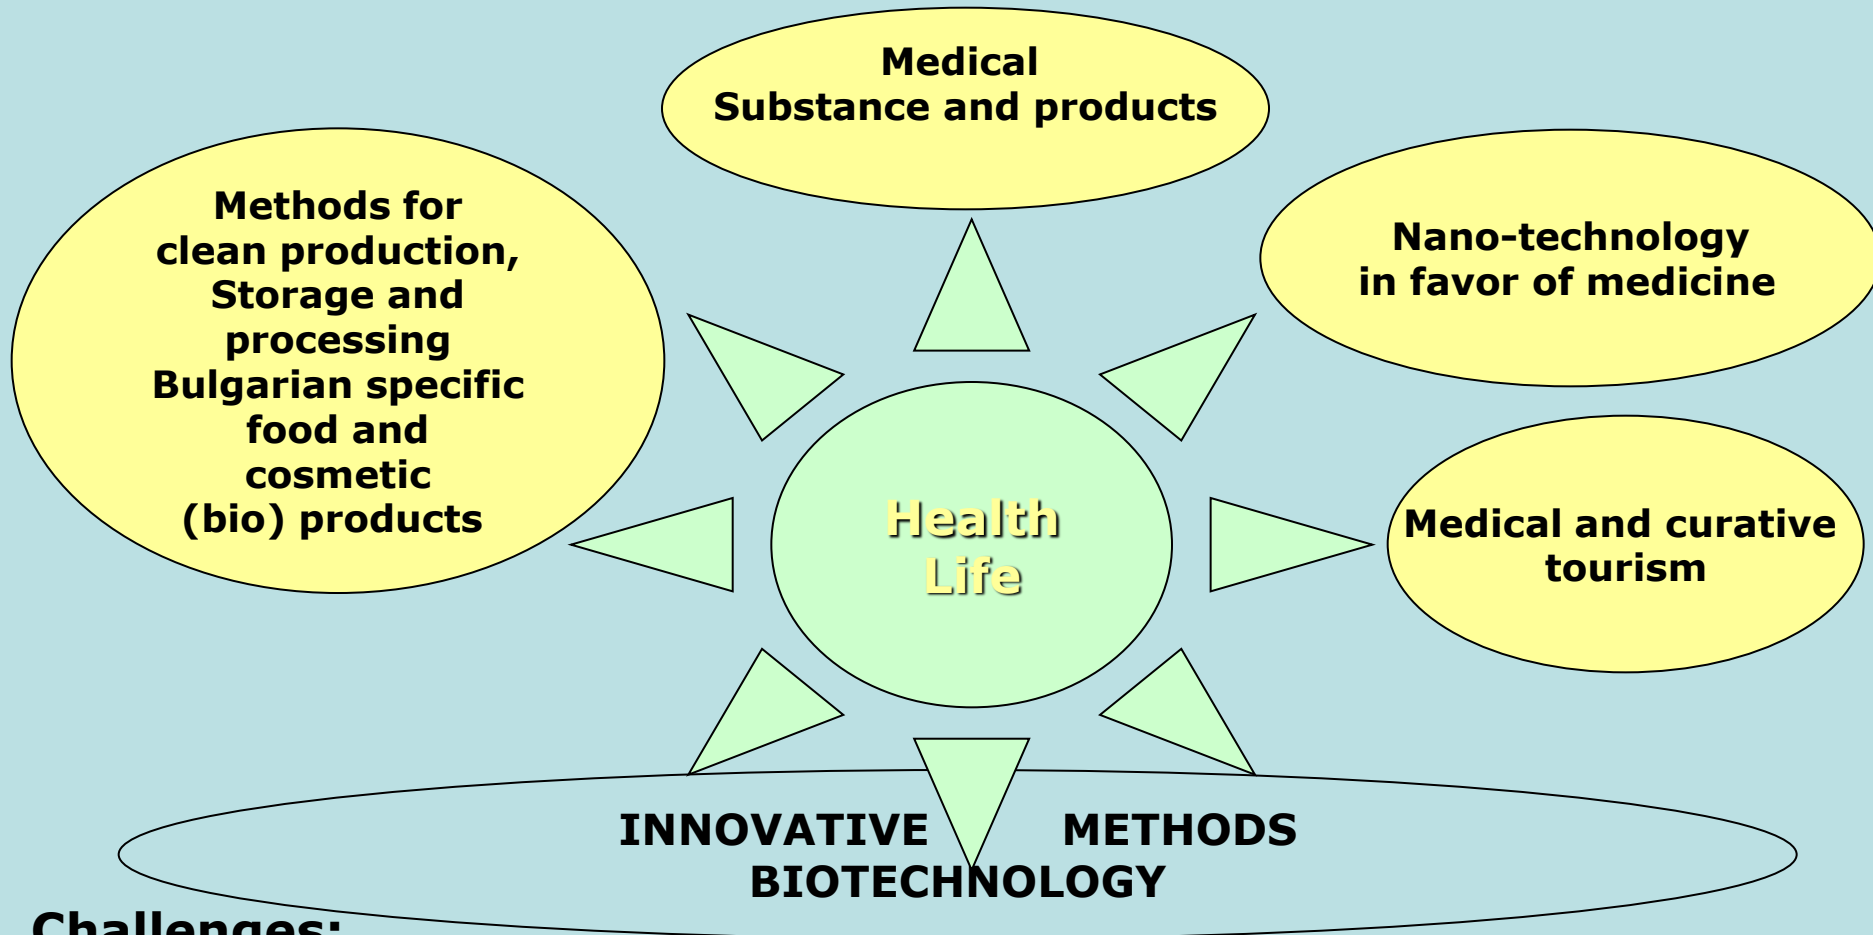 Medical
Substance and products
Methods for
clean production,
Storage and
processing
Bulgarian specific
food and
cosmetic
(bio) products
Nano-technology
in favor of medicine
Health
Life
Medical and curative
tourism
INNOVATIVE METHODS
BIOTECHNOLOGY
Challenges: